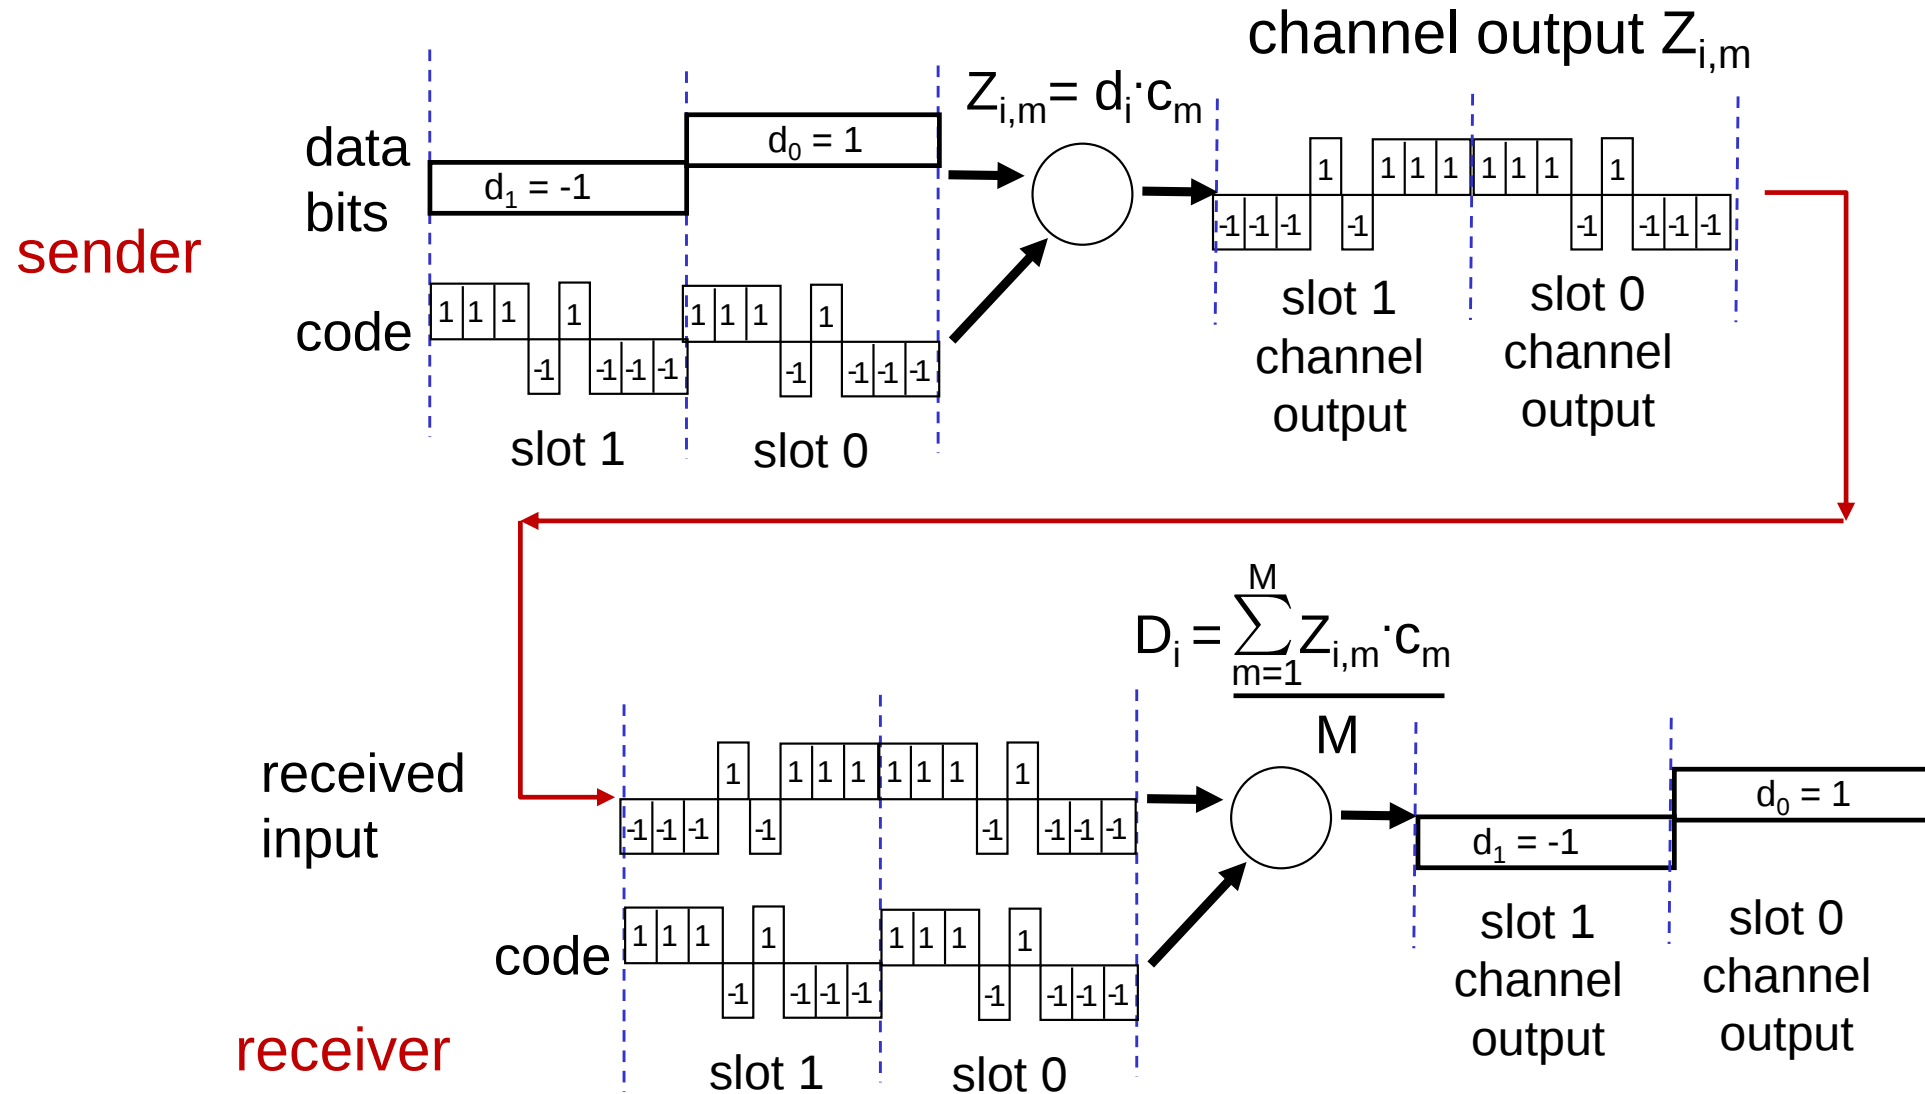 channel output Z_i,m
Z_i,m= d_i·c_m
data
bits
d_0 = 1
d_1 = -1
sender
1 1 1 1 1 1 1 1
-1 -1 -1 -1 -1 -1 -1 -1
code
1 1 1 1 1 1 1 1
-1 -1 -1 -1 -1 -1 -1 -1
slot 1
slot 0
slot 1
channel
output
slot 0
channel
output
M
D_i = ∑ Z_i,m·c_m
m=1
M
received
input
1 1 1 1 1 1 1 1
-1 -1 -1 -1 -1 -1 -1 -1
d_0 = 1
d_1 = -1
code
1 1 1 1 1 1 1 1
-1 -1 -1 -1 -1 -1 -1 -1
slot 1
channel
output
slot 0
channel
output
receiver
slot 1
slot 0